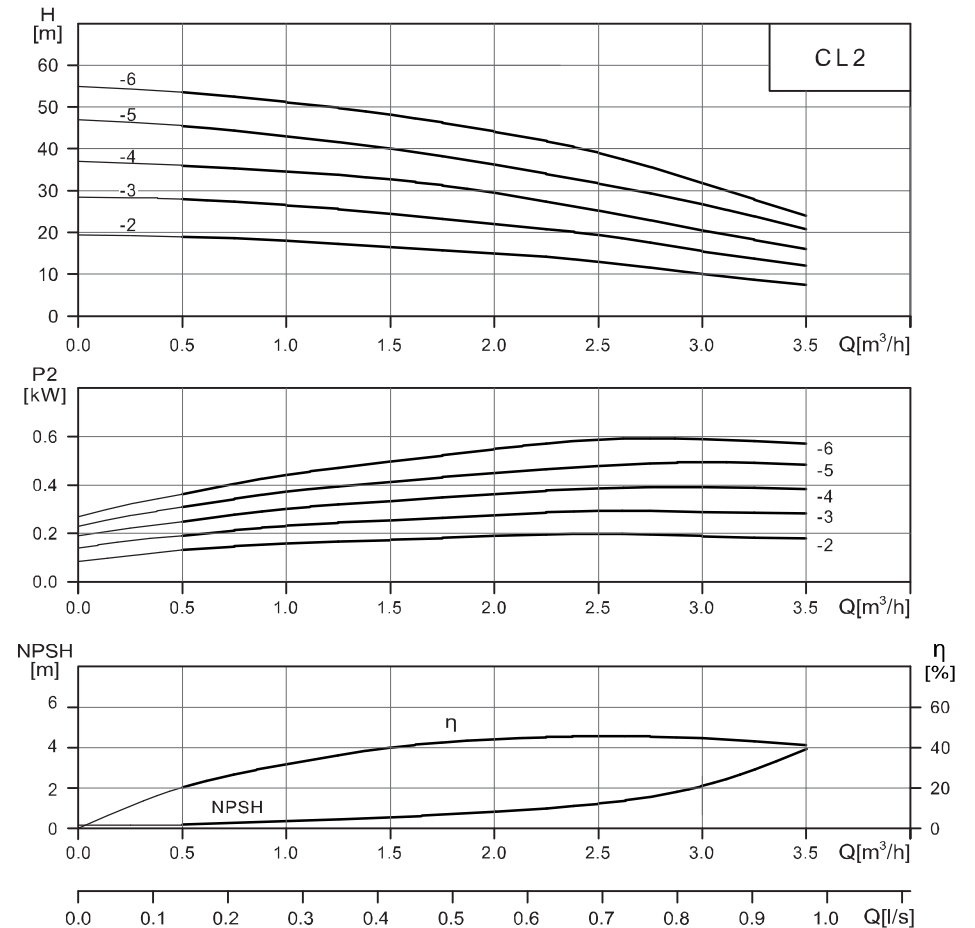 H
[m]
CL2
60
-6
50
-5
40
-4
30
-3
20
-2
10
0
0.0 0.5 1.0 1.5 2.0 2.5 3.0 3.5 Q[m³/h]
P2
[kW]
0.6
-6
-5
0.4
-4
-3
0.2
-2
0.0
0.0 0.5 1.0 1.5 2.0 2.5 3.0 3.5 Q[m³/h]
NPSH
[m]
η
[%]
6 60
η
4 40
2 20
NPSH
0 0
0.0 0.5 1.0 1.5 2.0 2.5 3.0 3.5 Q[m³/h]
0.0 0.1 0.2 0.3 0.4 0.5 0.6 0.7 0.8 0.9 1.0 Q[l/s]